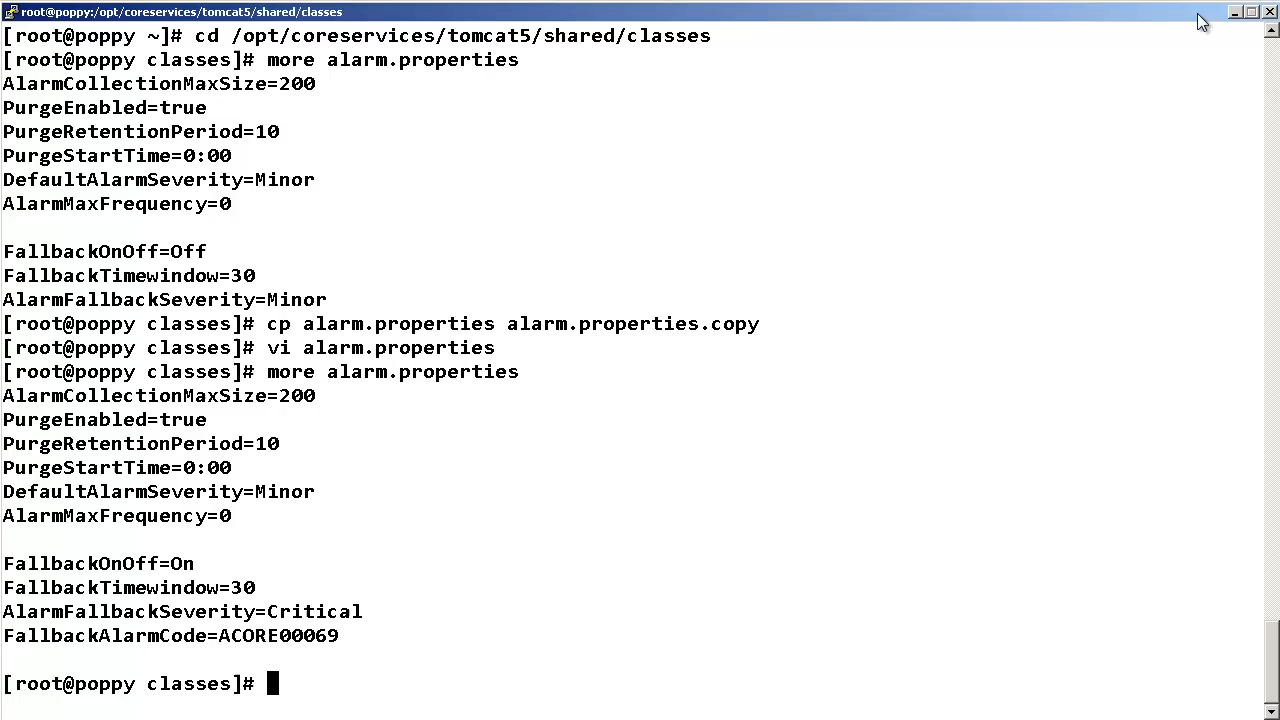 root@poppy:/opt/coreservices/tomcat5/shared/classes
[root@poppy ~]# cd /opt/coreservices/tomcat5/shared/classes
[root@poppy classes]# more alarm.properties
AlarmCollectionMaxSize=200
PurgeEnabled=true
PurgeRetentionPeriod=10
PurgeStartTime=0:00
DefaultAlarmSeverity=Minor
AlarmMaxFrequency=0
FallbackOnOff=Off
FallbackTimewindow=30
AlarmFallbackSeverity=Minor
[root@poppy classes]# cp alarm.properties alarm.properties.copy
[root@poppy classes]# vi alarm.properties
[root@poppy classes]# more alarm.properties
AlarmCollectionMaxSize=200
PurgeEnabled=true
PurgeRetentionPeriod=10
PurgeStartTime=0:00
DefaultAlarmSeverity=Minor
AlarmMaxFrequency=0
FallbackOnOff=On
FallbackTimewindow=30
AlarmFallbackSeverity=Critical
FallbackAlarmCode=ACORE00069
[root@poppy classes]#